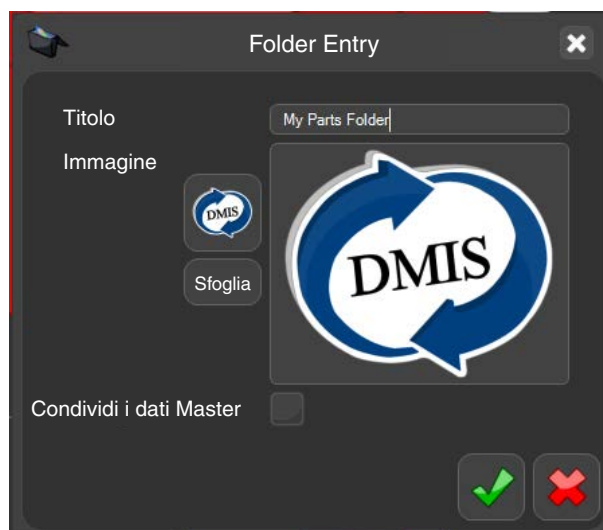 Folder Entry
Titolo
My Parts Folder
Immagine
DMIS
DMIS
Sfoglia
Condividi i dati Master